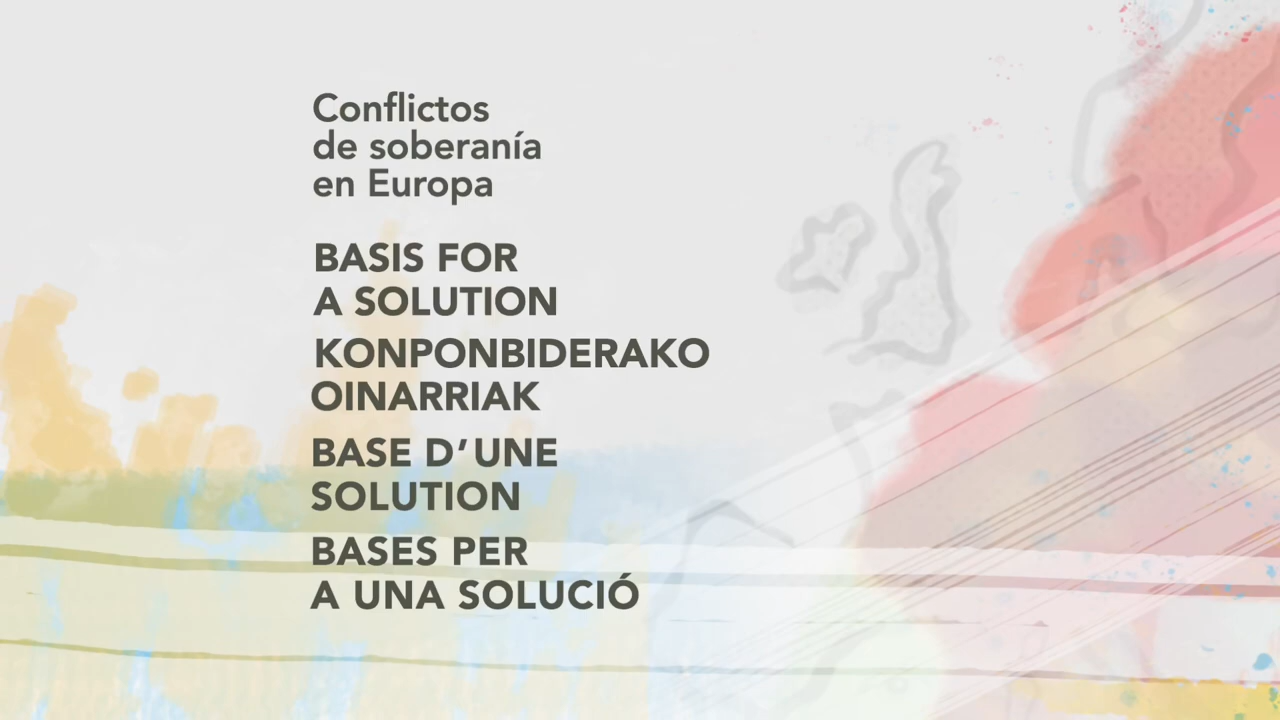 Conflictos
de soberanía
en Europa
BASIS FOR
A SOLUTION
KONPONBIDERAKO
OINARRIAK
BASE D’UNE
SOLUTION
BASES PER
A UNA SOLUCIÓ